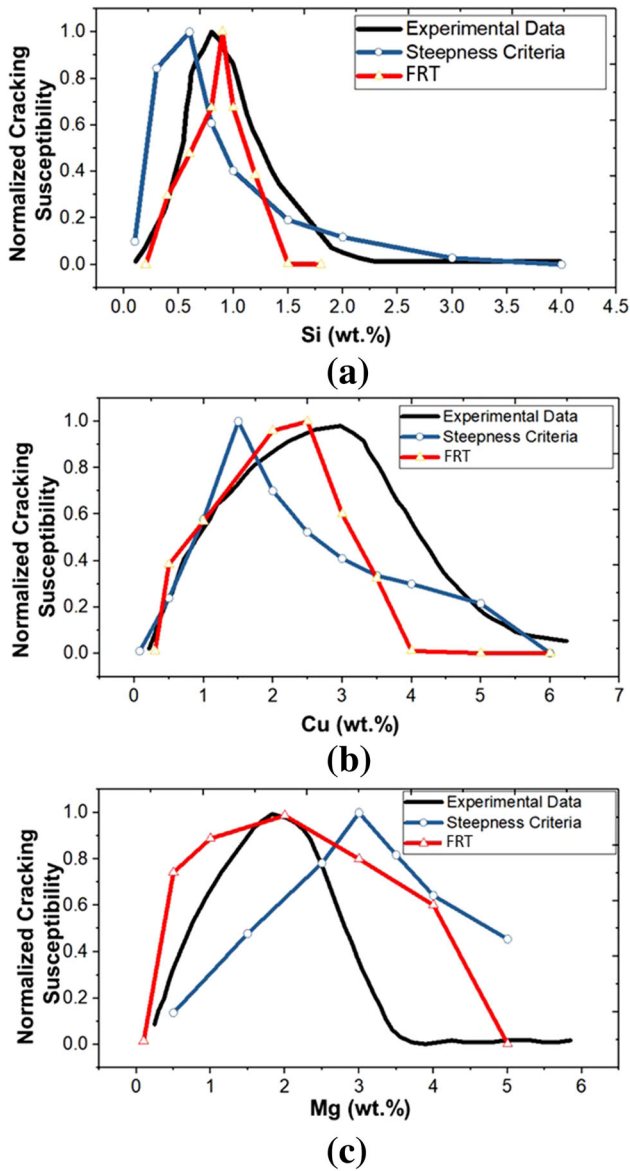 Normalized Cracking
Susceptibility
1.0
0.8
0.6
0.4
0.2
0.0
Experimental Data
Steepness Criteria
FRT
0.0 0.5 1.0 1.5 2.0 2.5 3.0 3.5 4.0 4.5
Si (wt.%)
(a)
Normalized Cracking
Susceptibility
1.0
0.8
0.6
0.4
0.2
0.0
Experimental Data
Steepness Criteria
FRT
0 1 2 3 4 5 6 7
Cu (wt.%)
(b)
Normalized Cracking
Susceptibility
1.0
0.8
0.6
0.4
0.2
0.0
Experimental Data
Steepness Criteria
FRT
0 1 2 3 4 5 6
Mg (wt.%)
(c)